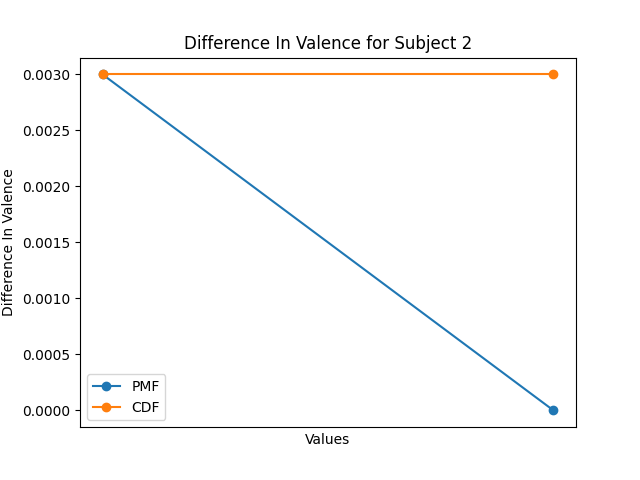 Difference In Valence for Subject 2
Difference In Valence
0.0030
0.0025
0.0020
0.0015
0.0010
0.0005
0.0000
PMF
CDF
Values